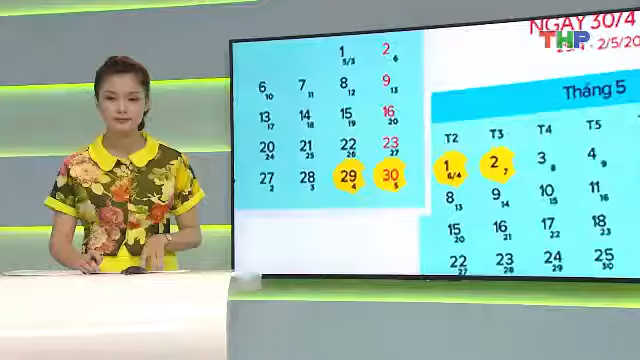 THP
NGÀY 30/4
- 2/5/20
1 5/3 2 6
6 10 7 11 8 12 9 13
13 17 14 18 15 19 16 20
20 24 21 25 22 26 23 27
27 2 28 3 29 4 30 5
Tháng 5
T2 T3 T4 T5
1 6/4 2 7 3 8 4 9
8 13 9 14 10 15 11 16
15 20 16 21 17 22 18 23
22 27 23 28 24 29 25 30